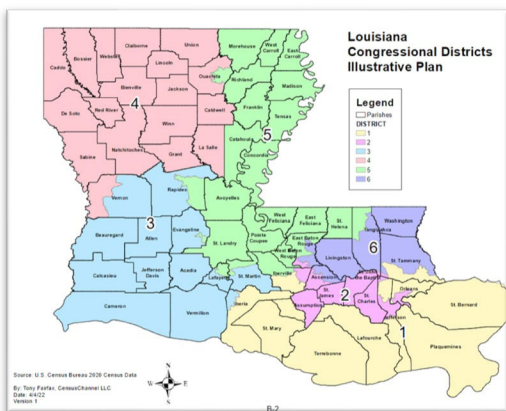 Louisiana
Congressional Districts
Illustrative Plan
Legend
Parishes
DISTRICT
1
2
3
4
5
6
Claiborne
Union
Morehouse
West
Carroll
East
Carroll
Caddo
Bossier
Webster
Lincoln
Ouachita
Richland
Madison
Bienville
Jackson
4
De Soto
Red River
Winn
Caldwell
Franklin
Tensas
5
Natchitoches
Sabine
Grant
La Salle
Catahoula
Concordia
Vernon
Rapides
Avoyelles
3
Beauregard
Allen
Evangeline
St. Landry
Pointe
Coupee
West
Feliciana
East
Feliciana
St.
Helena
Washington
Tangipahoa
East Baton
Rouge
West Baton
Rouge
Livingston
6
St. Tammany
Calcasieu
Jefferson
Davis
Acadia
Lafayette
St. Martin
Iberville
Ascension
St. John
the Baptist
Orleans
Cameron
Vermilion
Iberia
Assumption
St.
James
2
St.
Charles
Jefferson
St. Bernard
St. Mary
Terrebonne
Lafourche
1
Plaquemines
Source: U.S. Census Bureau 2020 Census Data
By: Tony Fairfax, CensusChannel LLC
Date: 4/4/22
Version 1
N
W
E
S
B-2